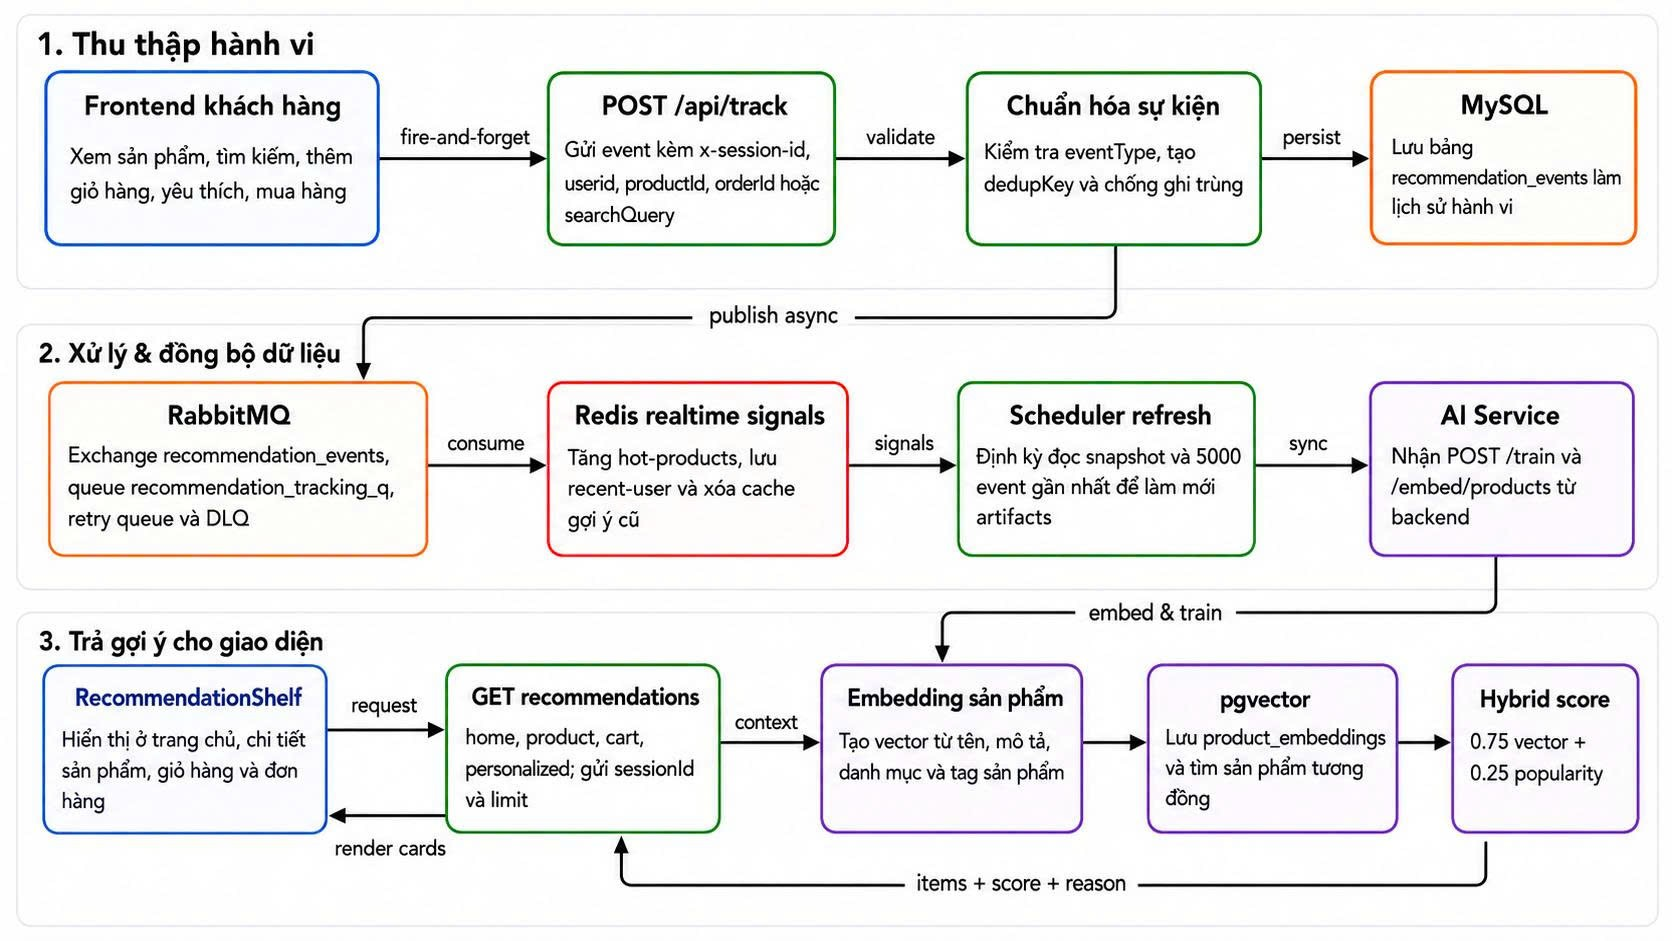 1. Thu thập hành vi
Frontend khách hàng
Xem sản phẩm, tìm kiếm, thêm
giỏ hàng, yêu thích, mua hàng
fire-and-forget
POST /api/track
Gửi event kèm x-session-id,
userid, productId, orderId hoặc
searchQuery
validate
Chuẩn hóa sự kiện
Kiểm tra eventType, tạo
dedupKey và chống ghi trùng
persist
MySQL
Lưu bảng
recommendation_events làm
lịch sử hành vi
publish async
2. Xử lý & đồng bộ dữ liệu
RabbitMQ
Exchange recommendation_events,
queue recommendation_tracking_q,
retry queue và DLQ
consume
Redis realtime signals
Tăng hot-products, lưu
recent-user và xóa cache
gợi ý cũ
signals
Scheduler refresh
Định kỳ đọc snapshot và 5000
event gần nhất để làm mới
artifacts
sync
AI Service
Nhận POST /train và
/embed/products từ
backend
embed & train
3. Trả gợi ý cho giao diện
RecommendationShelf
Hiển thị ở trang chủ, chi tiết
sản phẩm, giỏ hàng và đơn
hàng
request
render cards
GET recommendations
home, product, cart,
personalized; gửi sessionId
và limit
context
Embedding sản phẩm
Tạo vector từ tên, mô tả,
danh mục và tag sản phẩm
pgvector
Lưu product_embeddings
và tìm sản phẩm tương
đồng
Hybrid score
0.75 vector +
0.25 popularity
items + score + reason